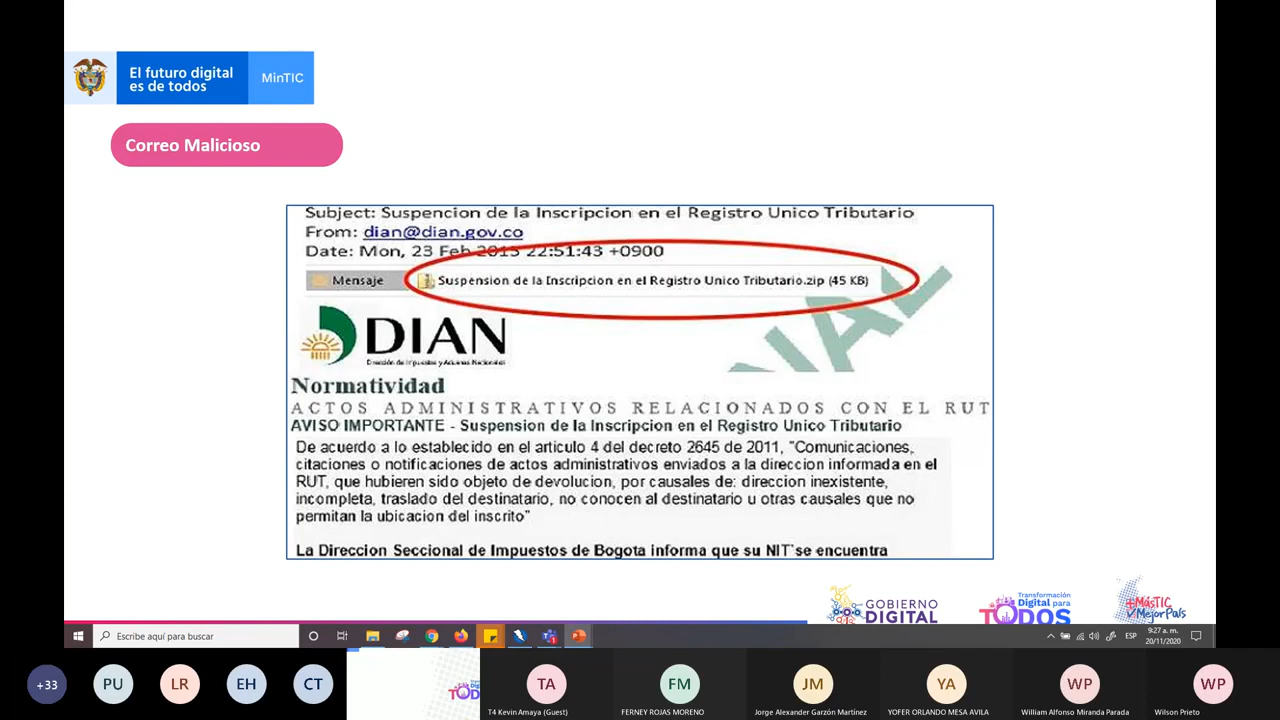 El futuro digital
es de todos
MinTIC
Correo Malicioso
Subject: Suspencion de la Inscripcion en el Registro Unico Tributario
From: dian@dian.gov.co
Date: Mon, 23 Feb 2015 22:51:43 +0900
Mensaje
Suspension de la Inscripcion en el Registro Unico Tributario.zip (45 KB)
DIAN
Dirección de Impuestos y Aduanas Nacionales
Normatividad
ACTOS ADMINISTRATIVOS RELACIONADOS CON EL RUT
AVISO IMPORTANTE - Suspension de la Inscripcion en el Registro Unico Tributario
De acuerdo a lo establecido en el articulo 4 del decreto 2645 de 2011, "Comunicaciones,
citaciones o notificaciones de actos administrativos enviados a la direccion informada en el
RUT, que hubieren sido objeto de devolucion, por causales de: direccion inexistente,
incompleta, traslado del destinatario, no conocen al destinatario u otras causales que no
permitan la ubicacion del inscrito"
La Direccion Seccional de Impuestos de Bogota informa que su NIT se encuentra
GOBIERNO
DIGITAL
Transformación
Digital para
TODOS
+MásTIC
+MejorPaís
Escribe aquí para buscar
ESP
9:27 a. m.
20/11/2020
+33
PU
LR
EH
CT
TA
FM
JM
YA
WP
WP
T4 Kevin Amaya (Guest)
FERNEY ROJAS MORENO
Jorge Alexander Garzón Martínez
YOFER ORLANDO MESA AVILA
William Alfonso Miranda Parada
Wilson Prieto